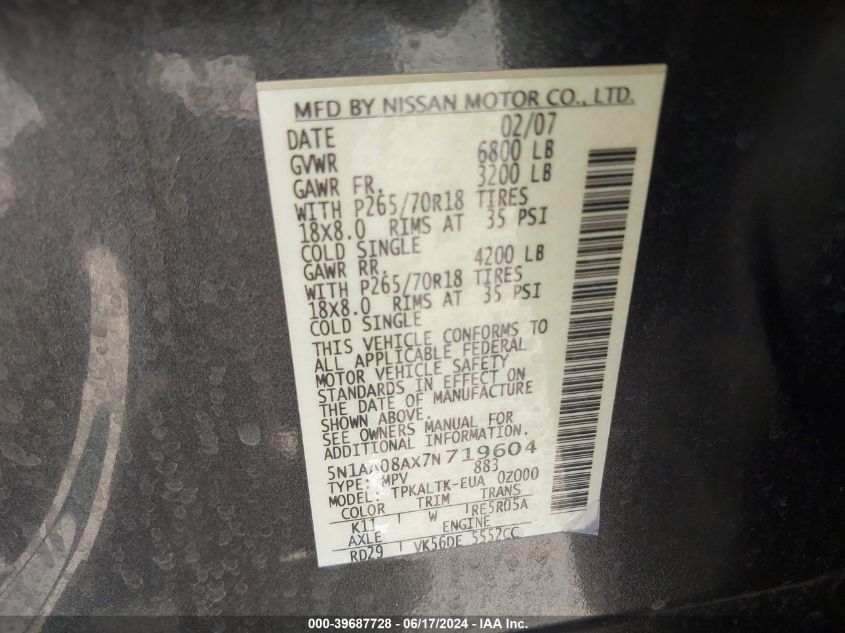 MFD BY NISSAN MOTOR CO., LTD.
DATE 02/07
GVWR 6800 LB
GAWR FR. 3200 LB
WITH P265/70R18 TIRES
18X8.0 RIMS AT 35 PSI
COLD SINGLE
GAWR RR. 4200 LB
WITH P265/70R18 TIRES
18X8.0 RIMS AT 35 PSI
COLD SINGLE
THIS VEHICLE CONFORMS TO
ALL APPLICABLE FEDERAL
MOTOR VEHICLE SAFETY
STANDARDS IN EFFECT ON
THE DATE OF MANUFACTURE
SHOWN ABOVE.
SEE OWNERS MANUAL FOR
ADDITIONAL INFORMATION.
5N1AA08AX7N719604
TYPE: MPV 883
MODEL: TPKALTK-EUA 0Z000
COLOR TRIM TRANS
K11 W RE5R05A
AXLE ENGINE
RD29 VK56DE 5552CC
000-39687728 - 06/17/2024 - IAA Inc.